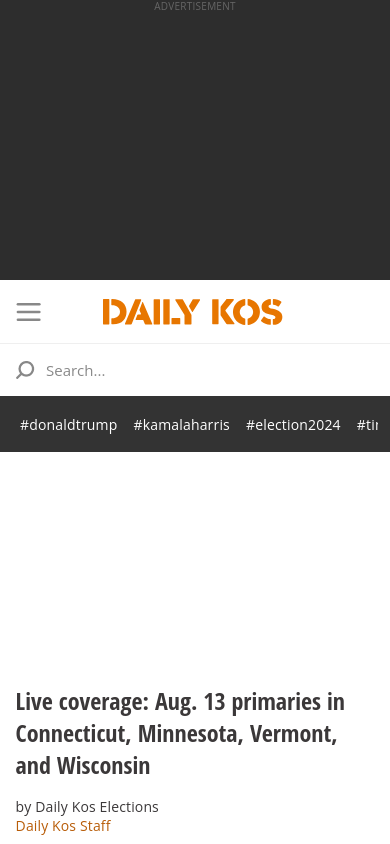 ADVERTISEMENT
DAILY KOS
Search...
#donaldtrump #kamalaharris #election2024
Live coverage: Aug. 13 primaries in
Connecticut, Minnesota, Vermont,
and Wisconsin
by Daily Kos Elections
Daily Kos Staff